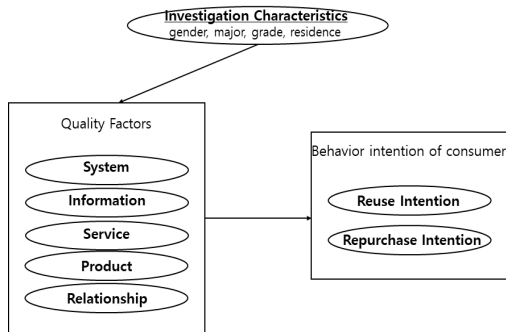 Investigation Characteristics
gender, major, grade, residence
Quality Factors
System
Information
Service
Product
Relationship
Behavior intention of consumer
Reuse Intention
Repurchase Intention